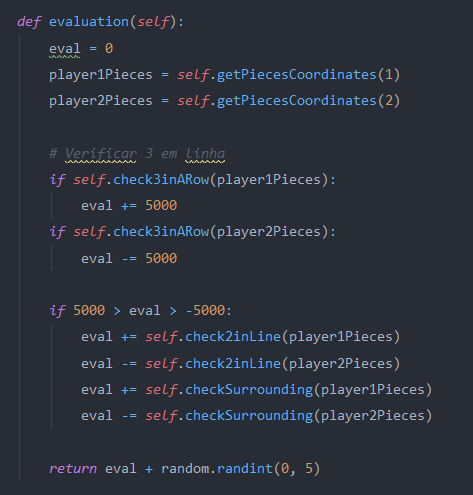 def evaluation(self):
    eval = 0
    player1Pieces = self.getPiecesCoordinates(1)
    player2Pieces = self.getPiecesCoordinates(2)

    # Verificar 3 em linha
    if self.check3inARow(player1Pieces):
        eval += 5000
    if self.check3inARow(player2Pieces):
        eval -= 5000

    if 5000 > eval > -5000:
        eval += self.check2inLine(player1Pieces)
        eval -= self.check2inLine(player2Pieces)
        eval += self.checkSurrounding(player1Pieces)
        eval -= self.checkSurrounding(player2Pieces)

    return eval + random.randint(0, 5)